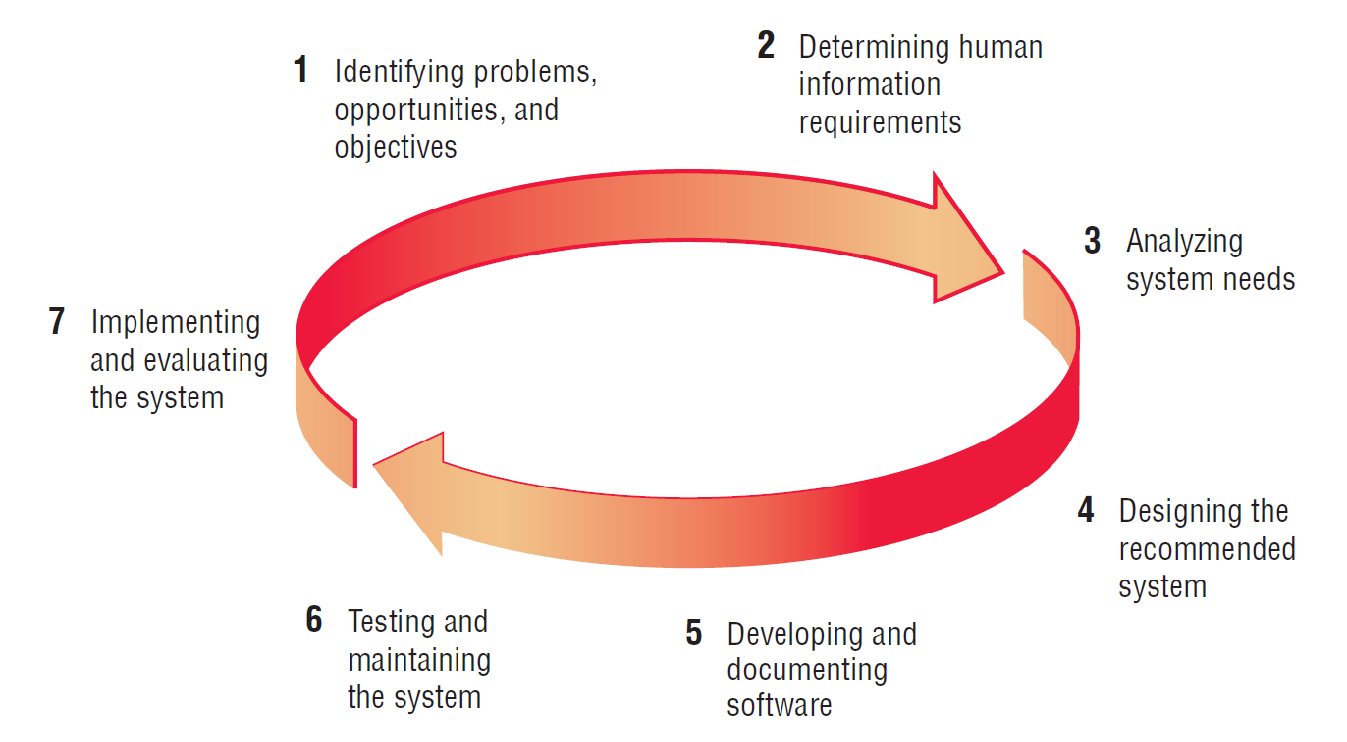 1 Identifying problems,
opportunities, and
objectives
2 Determining human
information
requirements
3 Analyzing
system needs
4 Designing the
recommended
system
5 Developing and
documenting
software
6 Testing and
maintaining
the system
7 Implementing
and evaluating
the system